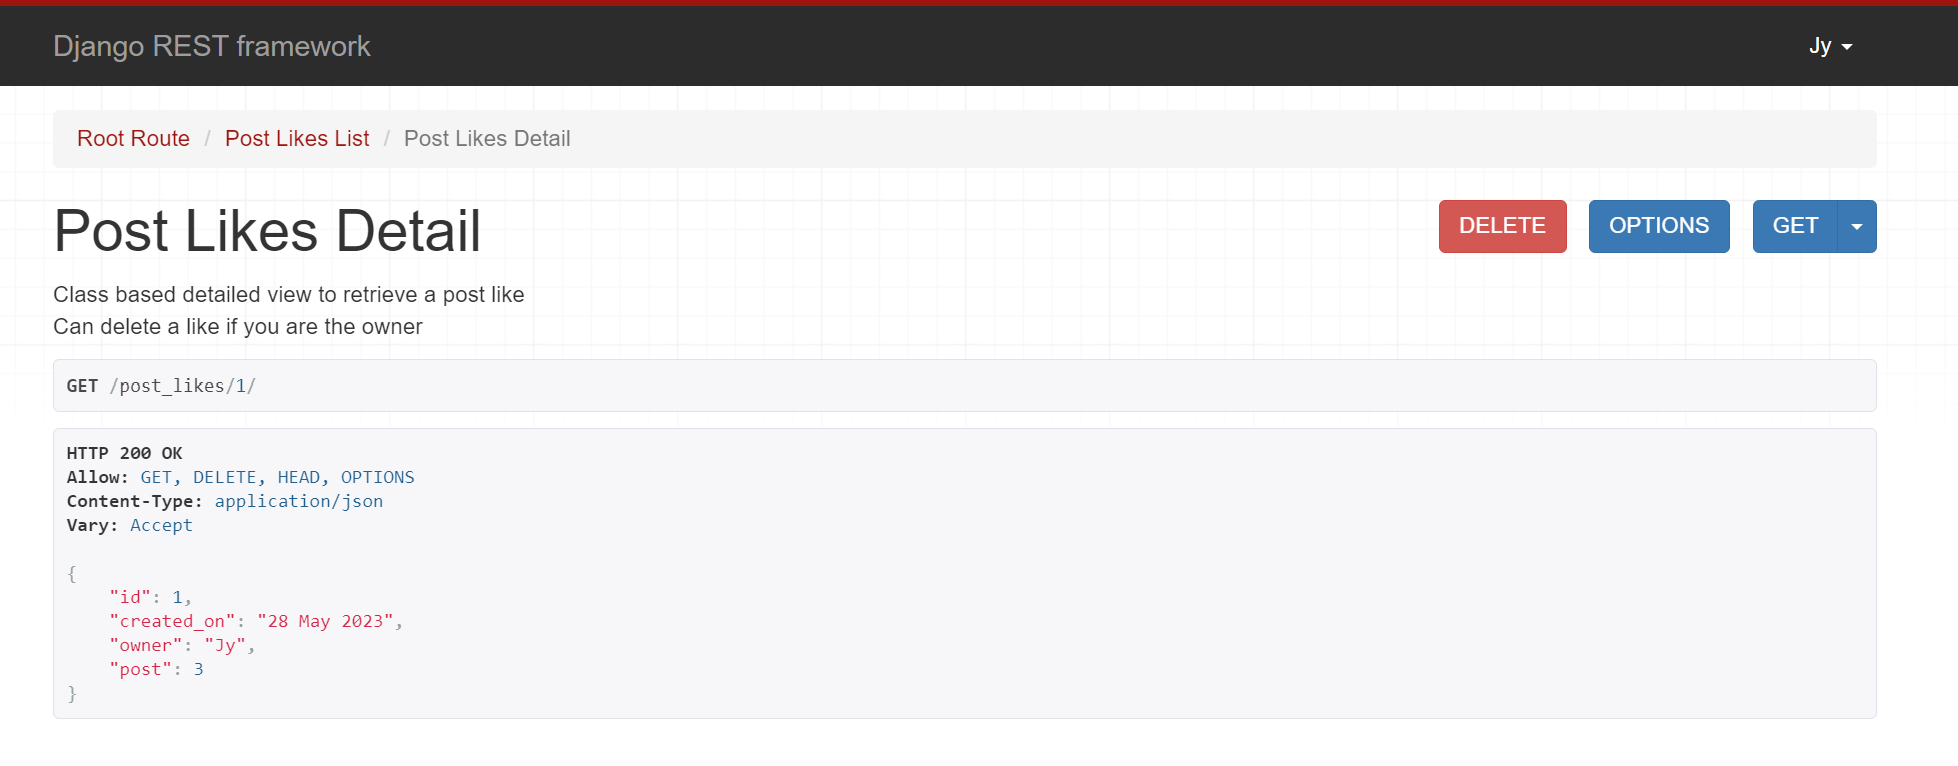 Django REST framework
Jy
Root Route / Post Likes List / Post Likes Detail
Post Likes Detail
DELETE
OPTIONS
GET
Class based detailed view to retrieve a post like
Can delete a like if you are the owner
GET /post_likes/1/
HTTP 200 OK
Allow: GET, DELETE, HEAD, OPTIONS
Content-Type: application/json
Vary: Accept
{
    "id": 1,
    "created_on": "28 May 2023",
    "owner": "Jy",
    "post": 3
}